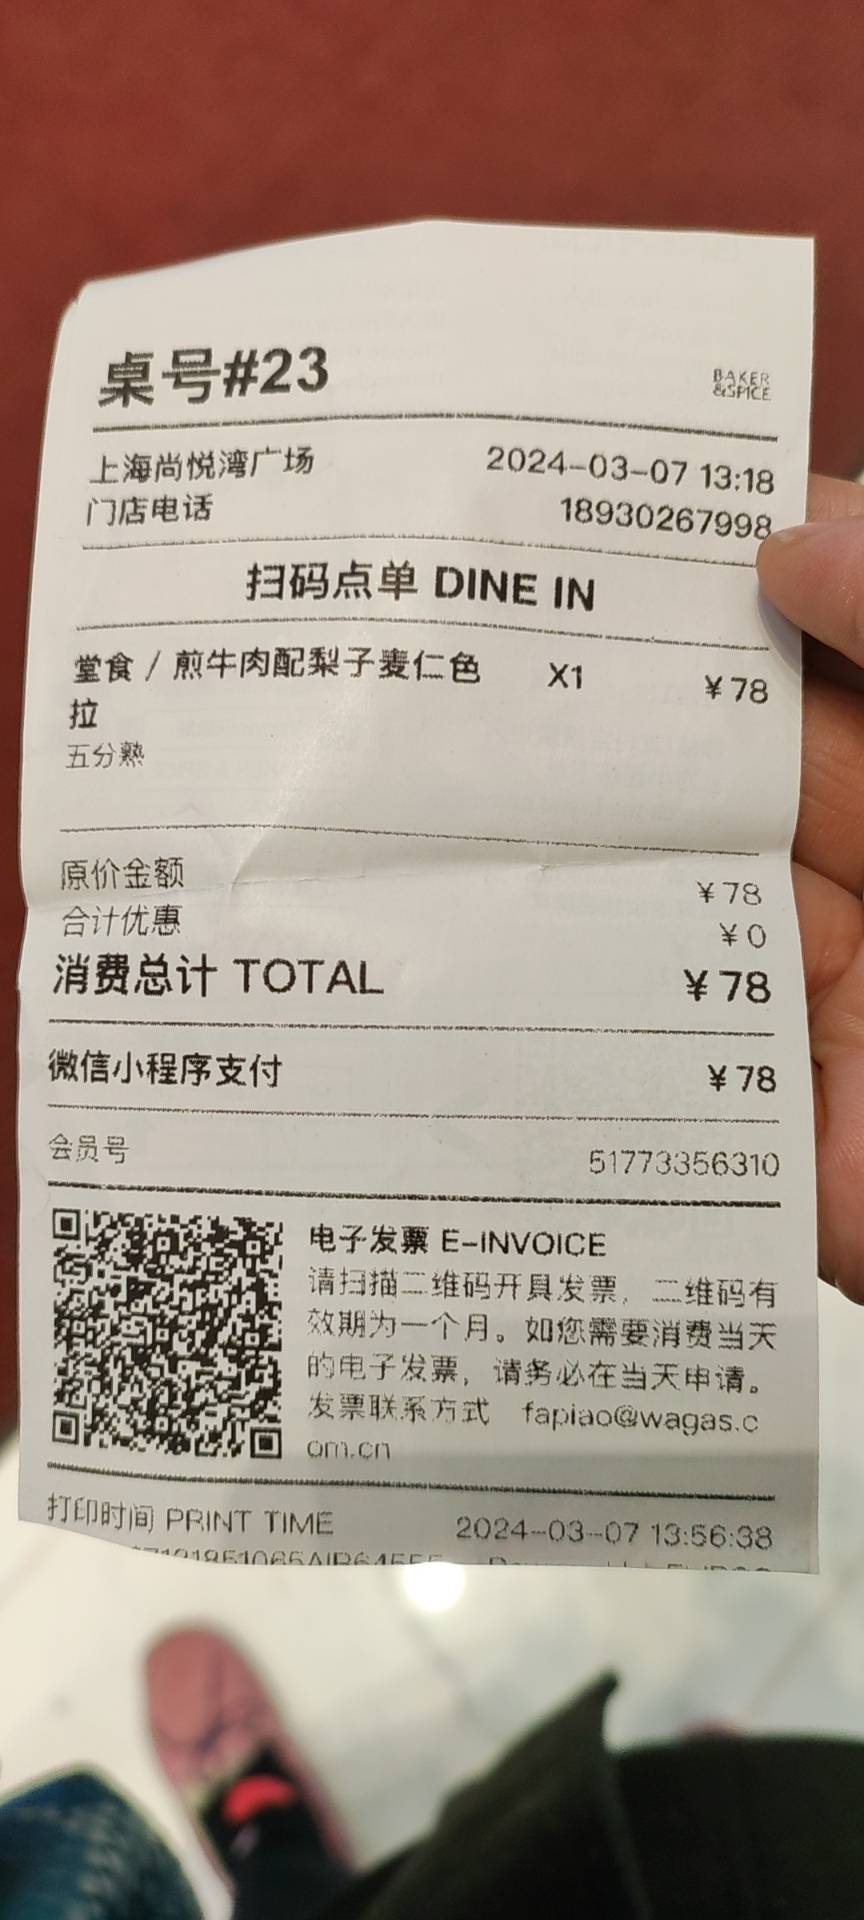 桌号#23
BAKER
&SPICE
上海尚悦湾广场 2024-03-07 13:18
门店电话 18930267998
扫码点单 DINE IN
堂食 / 煎牛肉配梨子麦仁色 X1 ¥78
拉
五分熟
原价金额 ¥78
合计优惠 ¥0
消费总计 TOTAL ¥78
微信小程序支付 ¥78
会员号 51773356310
电子发票 E-INVOICE
请扫描二维码开具发票，二维码有
效期为一个月。如您需要消费当天
的电子发票，请务必在当天申请。
发票联系方式 fapiao@wagas.c
om.cn
打印时间 PRINT TIME 2024-03-07 13:56:38